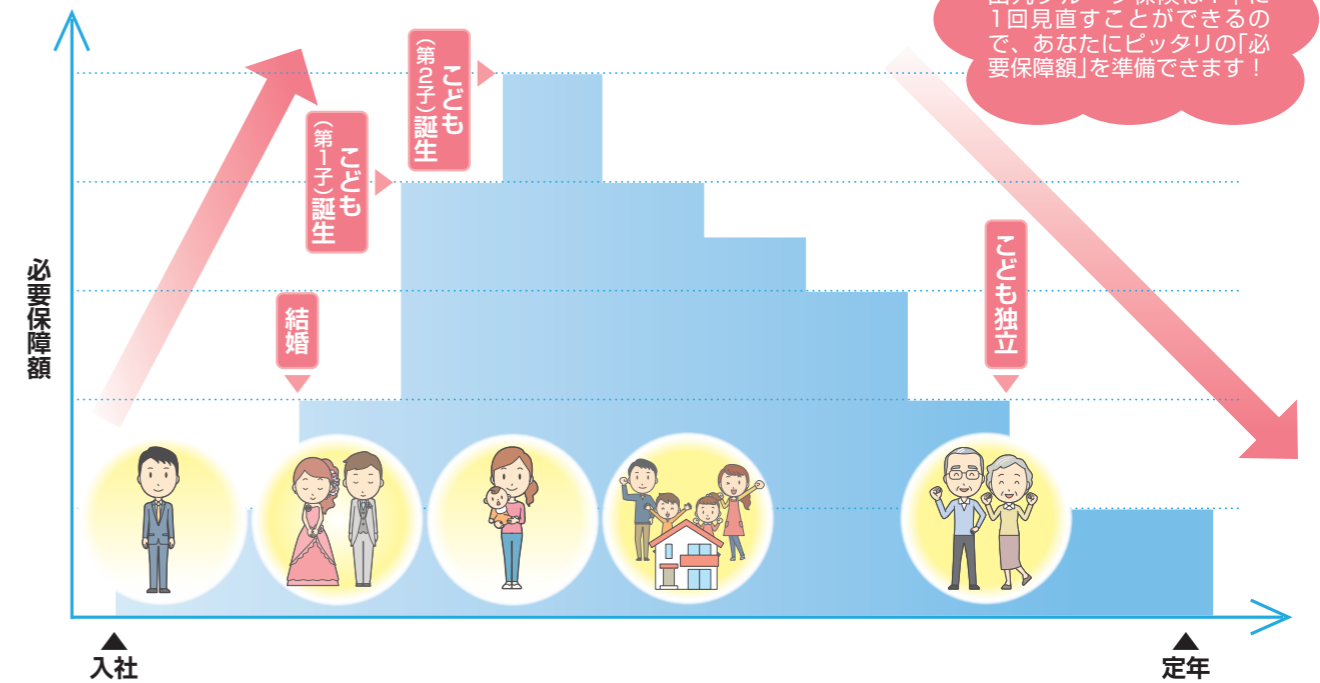 1回見直すことができるの
で、あなたにピッタリの「必
要保障額」を準備できます！
こども
（第2子）誕生
こども
（第1子）誕生
結婚
こども独立
必要保障額
▲
入社
▲
定年